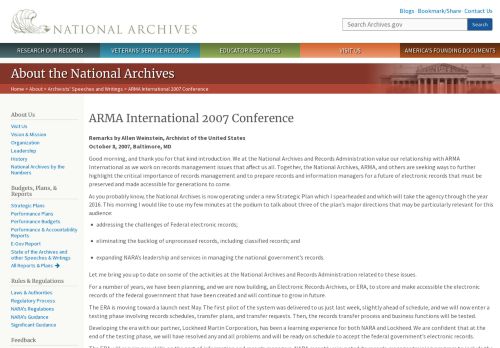 NATIONAL ARCHIVES
Blogs · Bookmark/Share · Contact Us
Search Archives.gov
Search
RESEARCH OUR RECORDS
VETERANS' SERVICE RECORDS
EDUCATOR RESOURCES
VISIT US
AMERICA'S FOUNDING DOCUMENTS
About the National Archives
Home > About > Archivists' Speeches and Writings > ARMA International 2007 Conference
About Us
Visit Us
Vision & Mission
Organization
Leadership
History
National Archives by the
Numbers
Budgets, Plans, &
Reports
Strategic Plans
Performance Plans
Performance Budgets
Performance & Accountability
Reports
E-Gov Report
State of the Archives and
other Speeches & Writings
All Reports & Plans
Rules & Regulations
Laws & Authorities
Regulatory Process
NARA's Regulations
NARA's Guidance
Significant Guidance
Feedback
ARMA International 2007 Conference
Remarks by Allen Weinstein, Archivist of the United States
October 8, 2007, Baltimore, MD
Good morning, and thank you for that kind introduction. We at the National Archives and Records Administration value our relationship with ARMA
International as we work on records management issues that affect us all. Together, the National Archives, ARMA, and others are seeking ways to further
highlight the critical importance of records management and to prepare records and information managers for a future of electronic records that must be
preserved and made accessible for generations to come.
As you probably know, the National Archives is now operating under a new Strategic Plan which I spearheaded and which will take the agency through the year
2016. This morning I would like to use my few minutes at the podium to talk about three of the plan's major directions that may be particularly relevant for this
audience:
• addressing the challenges of Federal electronic records;
• eliminating the backlog of unprocessed records, including classified records; and
• expanding NARA's leadership and services in managing the national government's records.
Let me bring you up to date on some of the activities at the National Archives and Records Administration related to these issues.
For a number of years, we have been planning, and we are now building, an Electronic Records Archives, or ERA, to store and make accessible the electronic
records of the federal government that have been created and will continue to grow in future.
The ERA is moving toward a launch next May. The first pilot of the system was delivered to us just last week, slightly ahead of schedule, and we will now enter a
testing phase involving records schedules, transfer plans, and transfer requests. Then, the records transfer process and business functions will be tested.
Developing the era with our partner, Lockheed Martin Corporation, has been a learning experience for both NARA and Lockheed. We are confident that at the
end of the testing phase, we will have resolved any and all problems and will be ready on schedule to accept the federal government's electronic records.